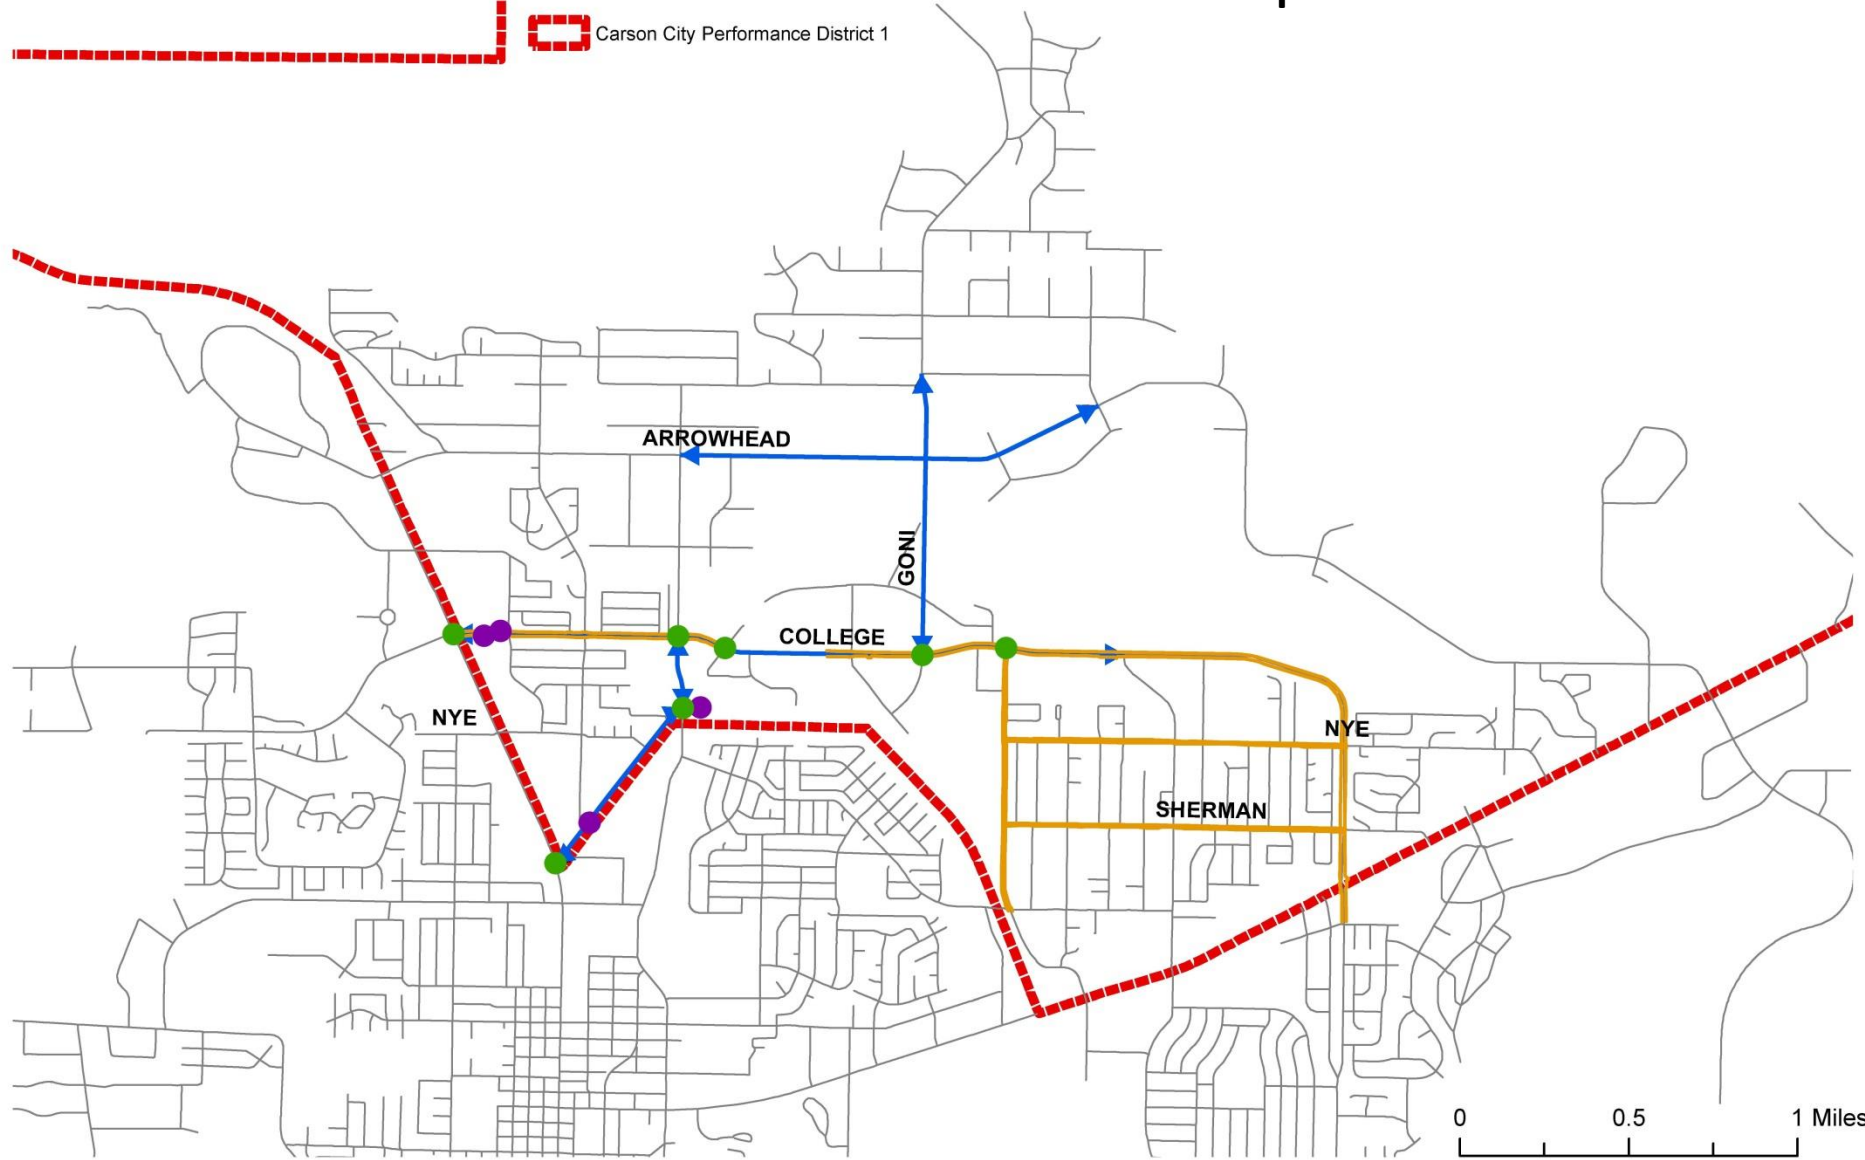 Carson City Performance District 1
ARROWHEAD
GONI
COLLEGE
NYE
NYE
SHERMAN
0 0.5 1 Miles